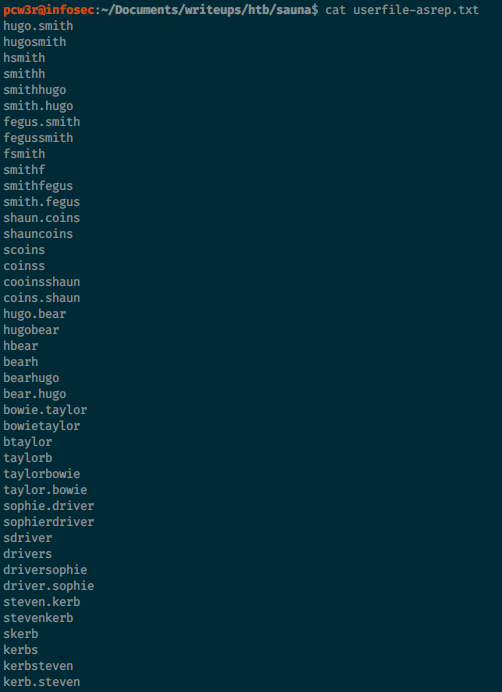 pcw3r@infosec:~/Documents/writeups/htb/sauna$ cat userfile-asrep.txt
hugo.smith
hugosmith
hsmith
smithh
smithhugo
smith.hugo
fegus.smith
fegussmith
fsmith
smithf
smithfegus
smith.fegus
shaun.coins
shauncoins
scoins
coinss
cooinsshaun
coins.shaun
hugo.bear
hugobear
hbear
bearh
bearhugo
bear.hugo
bowie.taylor
bowietaylor
btaylor
taylorb
taylorbowie
taylor.bowie
sophie.driver
sophierdriver
sdriver
drivers
driversophie
driver.sophie
steven.kerb
stevenkerb
skerb
kerbs
kerbsteven
kerb.steven